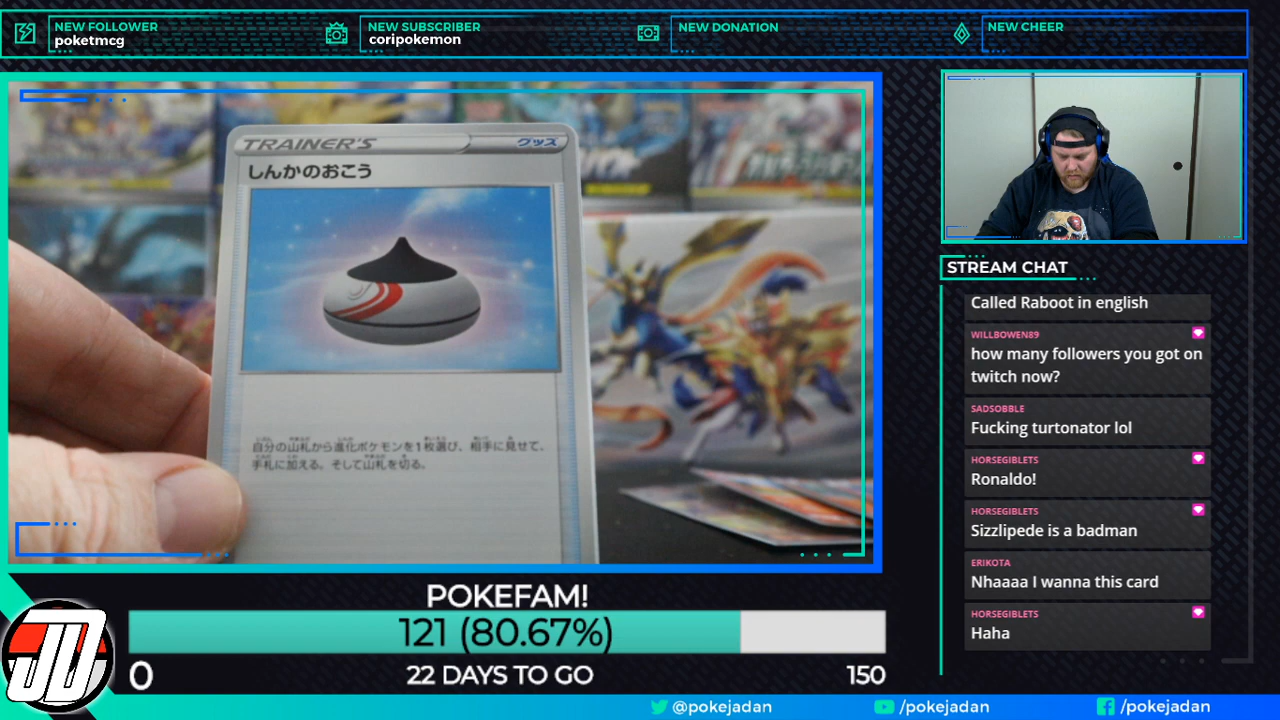 NEW FOLLOWER
poketmcg
NEW SUBSCRIBER
coripokemon
NEW DONATION
NEW CHEER
TRAINER'S
グッズ
しんかのおこう
自分の山札から進化ポケモンを1枚選び、相手に見せて、
手札に加える。そして山札を切る。
STREAM CHAT
Called Raboot in english
WILLBOWEN89
how many followers you got on
twitch now?
SADSOBBLE
Fucking turtonator lol
HORSEGIBLETS
Ronaldo!
HORSEGIBLETS
Sizzlipede is a badman
ERIKOTA
Nhaaaa I wanna this card
HORSEGIBLETS
Haha
POKEFAM!
121 (80.67%)
0
22 DAYS TO GO
150
@pokejadan
/pokejadan
/pokejadan